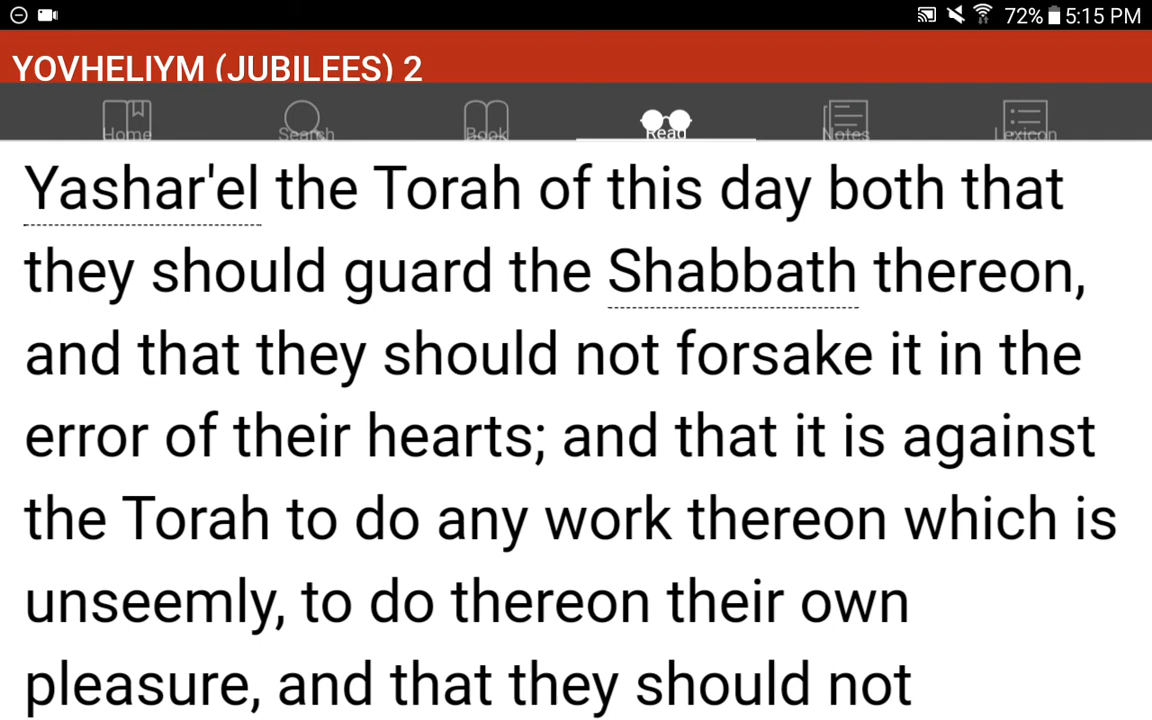 72% 5:15 PM
YOVHELIYM (JUBILEES) 2
Home Search Book Read Notes Lexicon
Yashar'el the Torah of this day both that
they should guard the Shabbath thereon,
and that they should not forsake it in the
error of their hearts; and that it is against
the Torah to do any work thereon which is
unseemly, to do thereon their own
pleasure, and that they should not